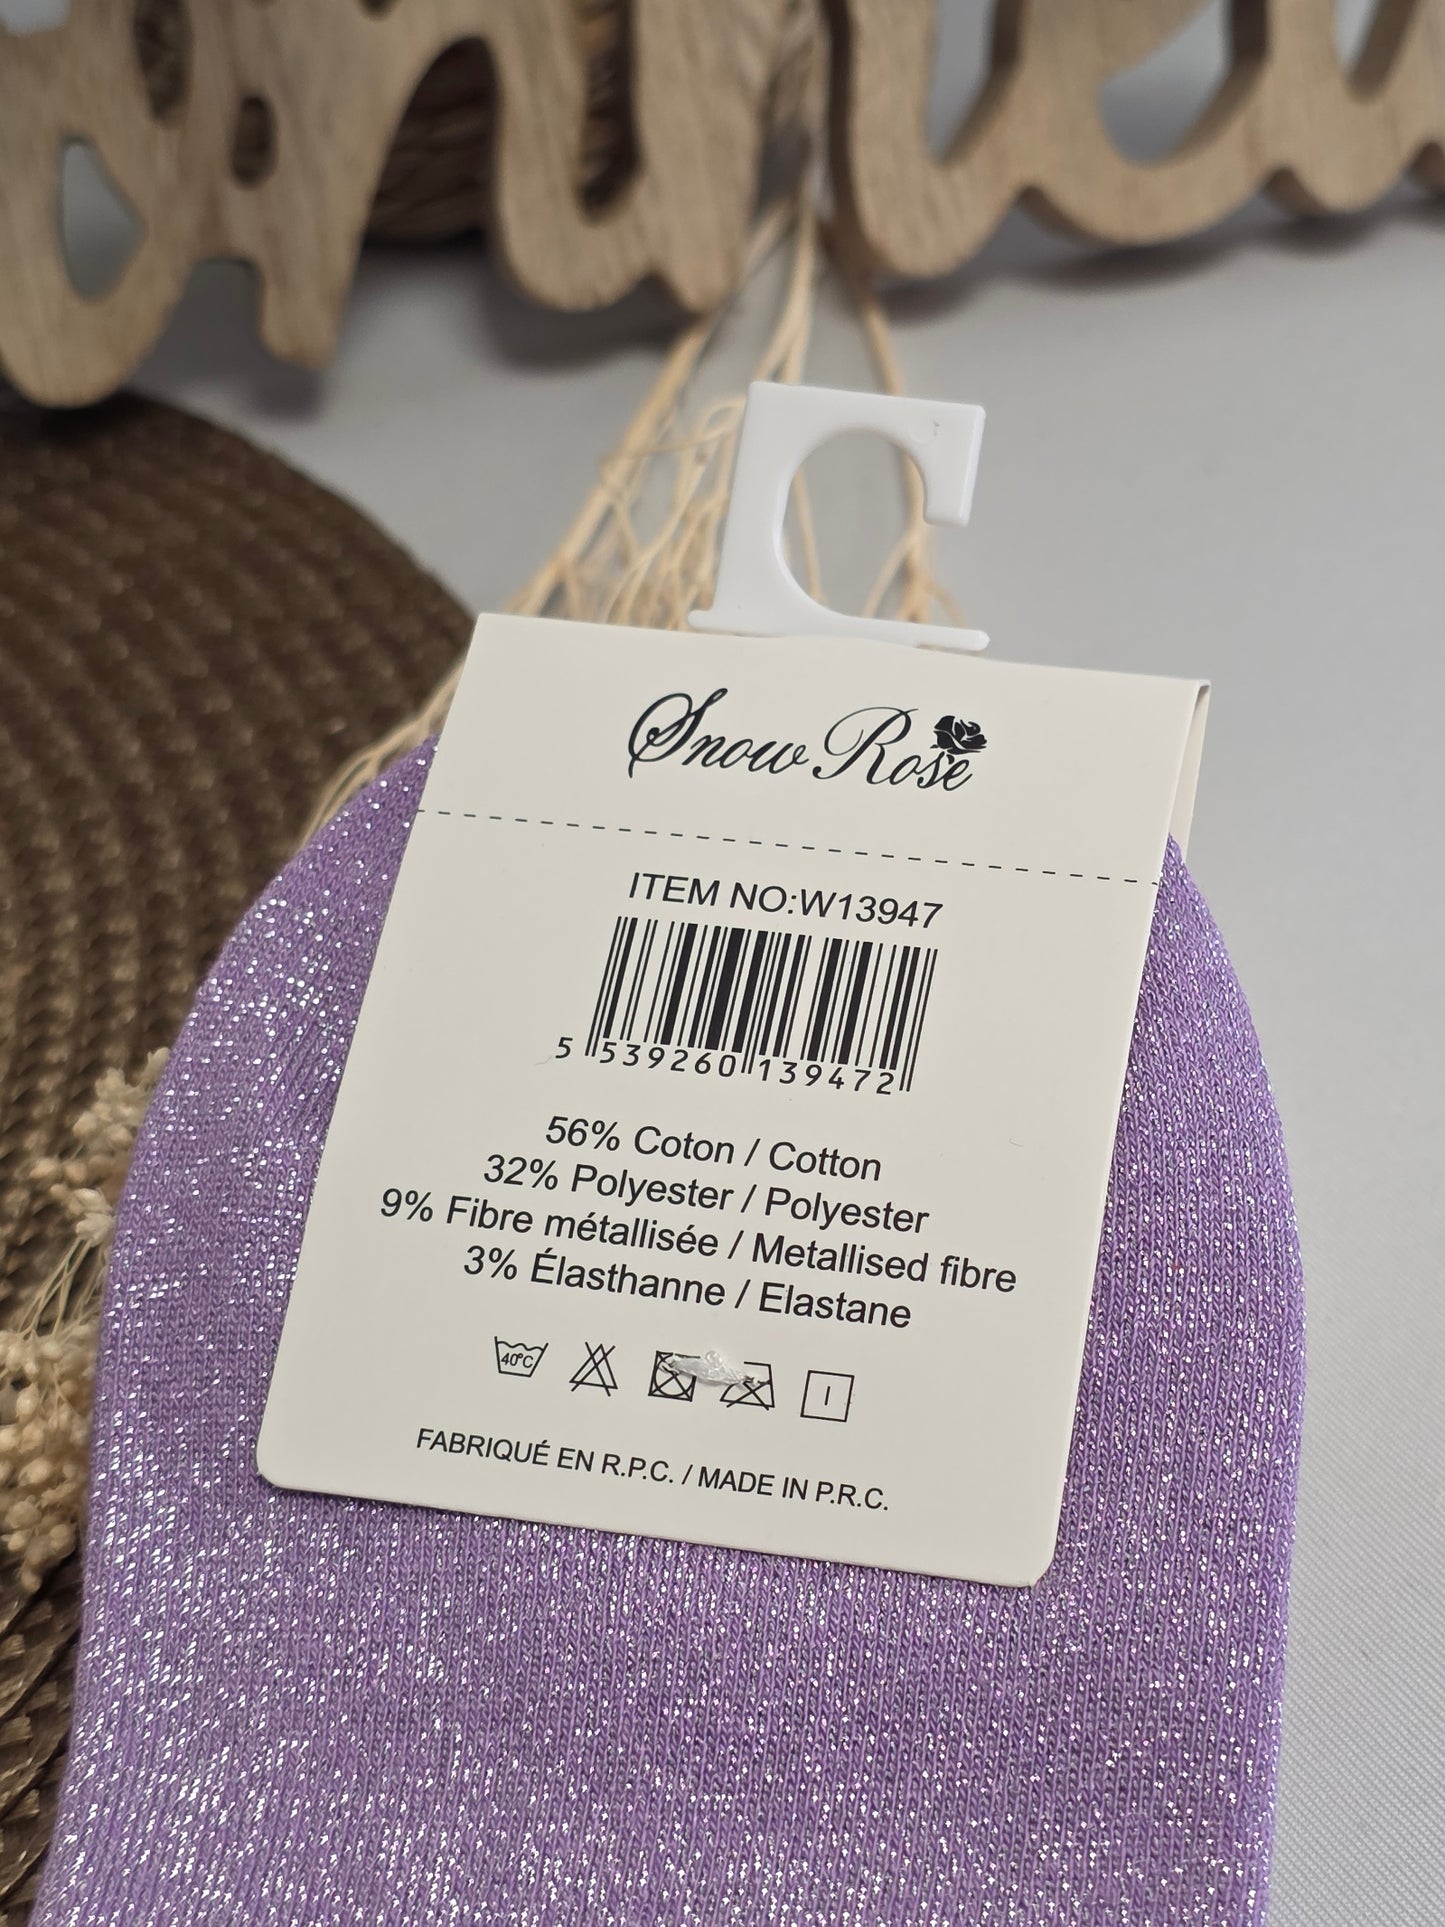 Snow Rose
ITEM NO:W13947
5 539260 139472
56% Coton / Cotton
32% Polyester / Polyester
9% Fibre métallisée / Metallised fibre
3% Élasthanne / Elastane
40°C
FABRIQUÉ EN R.P.C. / MADE IN P.R.C.